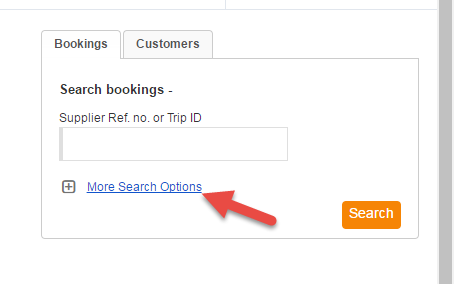 Bookings Customers
Search bookings -
Supplier Ref. no. or Trip ID
More Search Options
Search